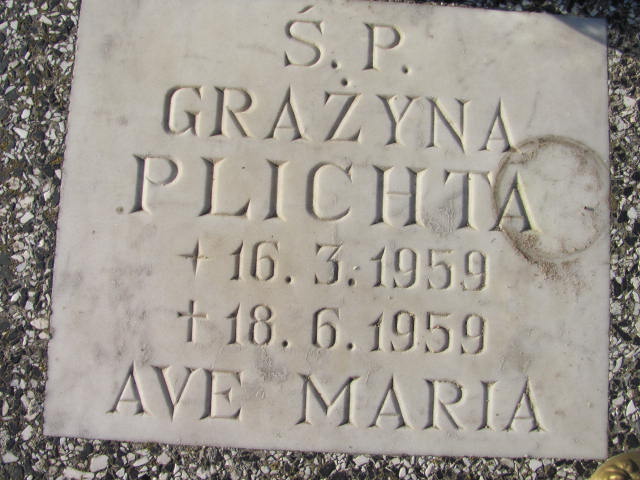 Ś.P.
GRAŻYNA
PLICHTA
+ 16.3.1959
† 18.6.1959
AVE MARIA